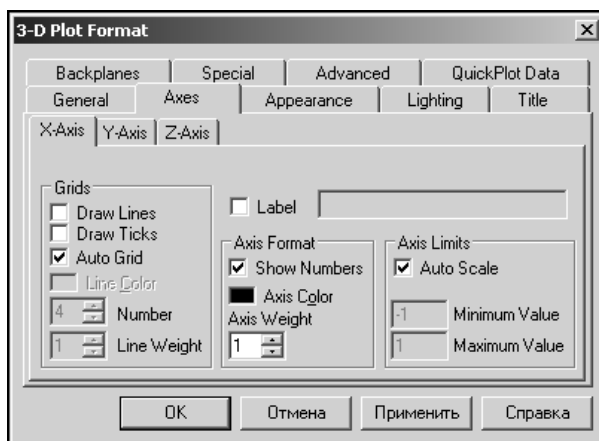 3-D Plot Format
Backplanes Special Advanced QuickPlot Data
General Axes Appearance Lighting Title
X-Axis Y-Axis Z-Axis
Grids
Draw Lines
Draw Ticks
Auto Grid
Line Color
4 Number
1 Line Weight
Label
Axis Format
Show Numbers
Axis Color
Axis Weight
1
Axis Limits
Auto Scale
-1 Minimum Value
1 Maximum Value
OK Отмена Применить Справка